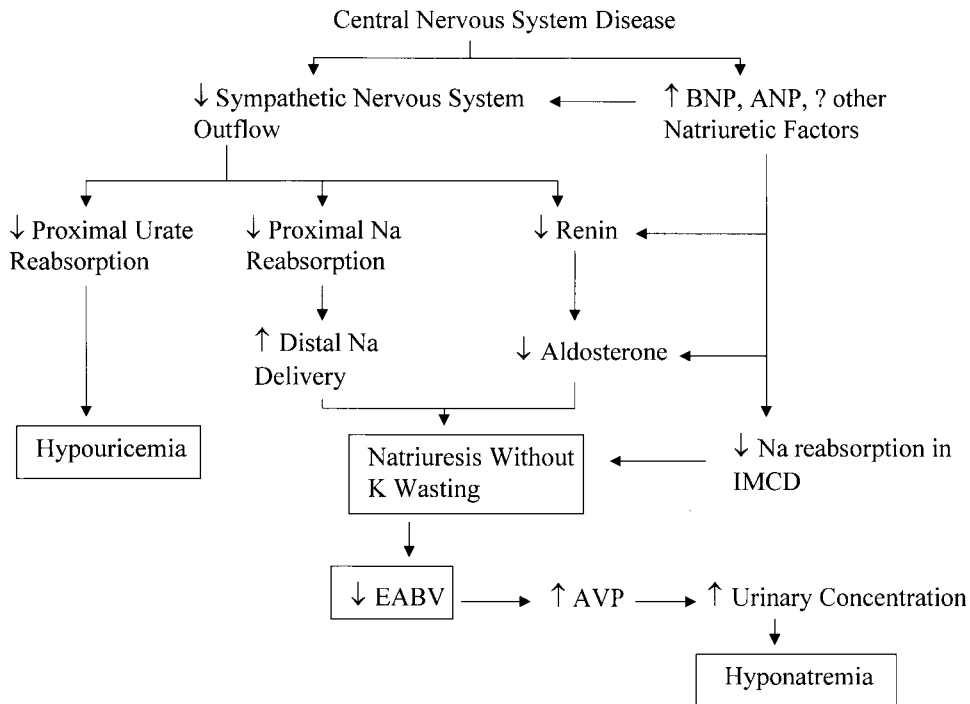 Central Nervous System Disease
↓ Sympathetic Nervous System
Outflow
↑ BNP, ANP, ? other
Natriuretic Factors
↓ Proximal Urate
Reabsorption
↓ Proximal Na
Reabsorption
↓ Renin
↑ Distal Na
Delivery
↓ Aldosterone
Hypouricemia
Natriuresis Without
K Wasting
↓ Na reabsorption in
IMCD
↓ EABV
↑ AVP
↑ Urinary Concentration
Hyponatremia